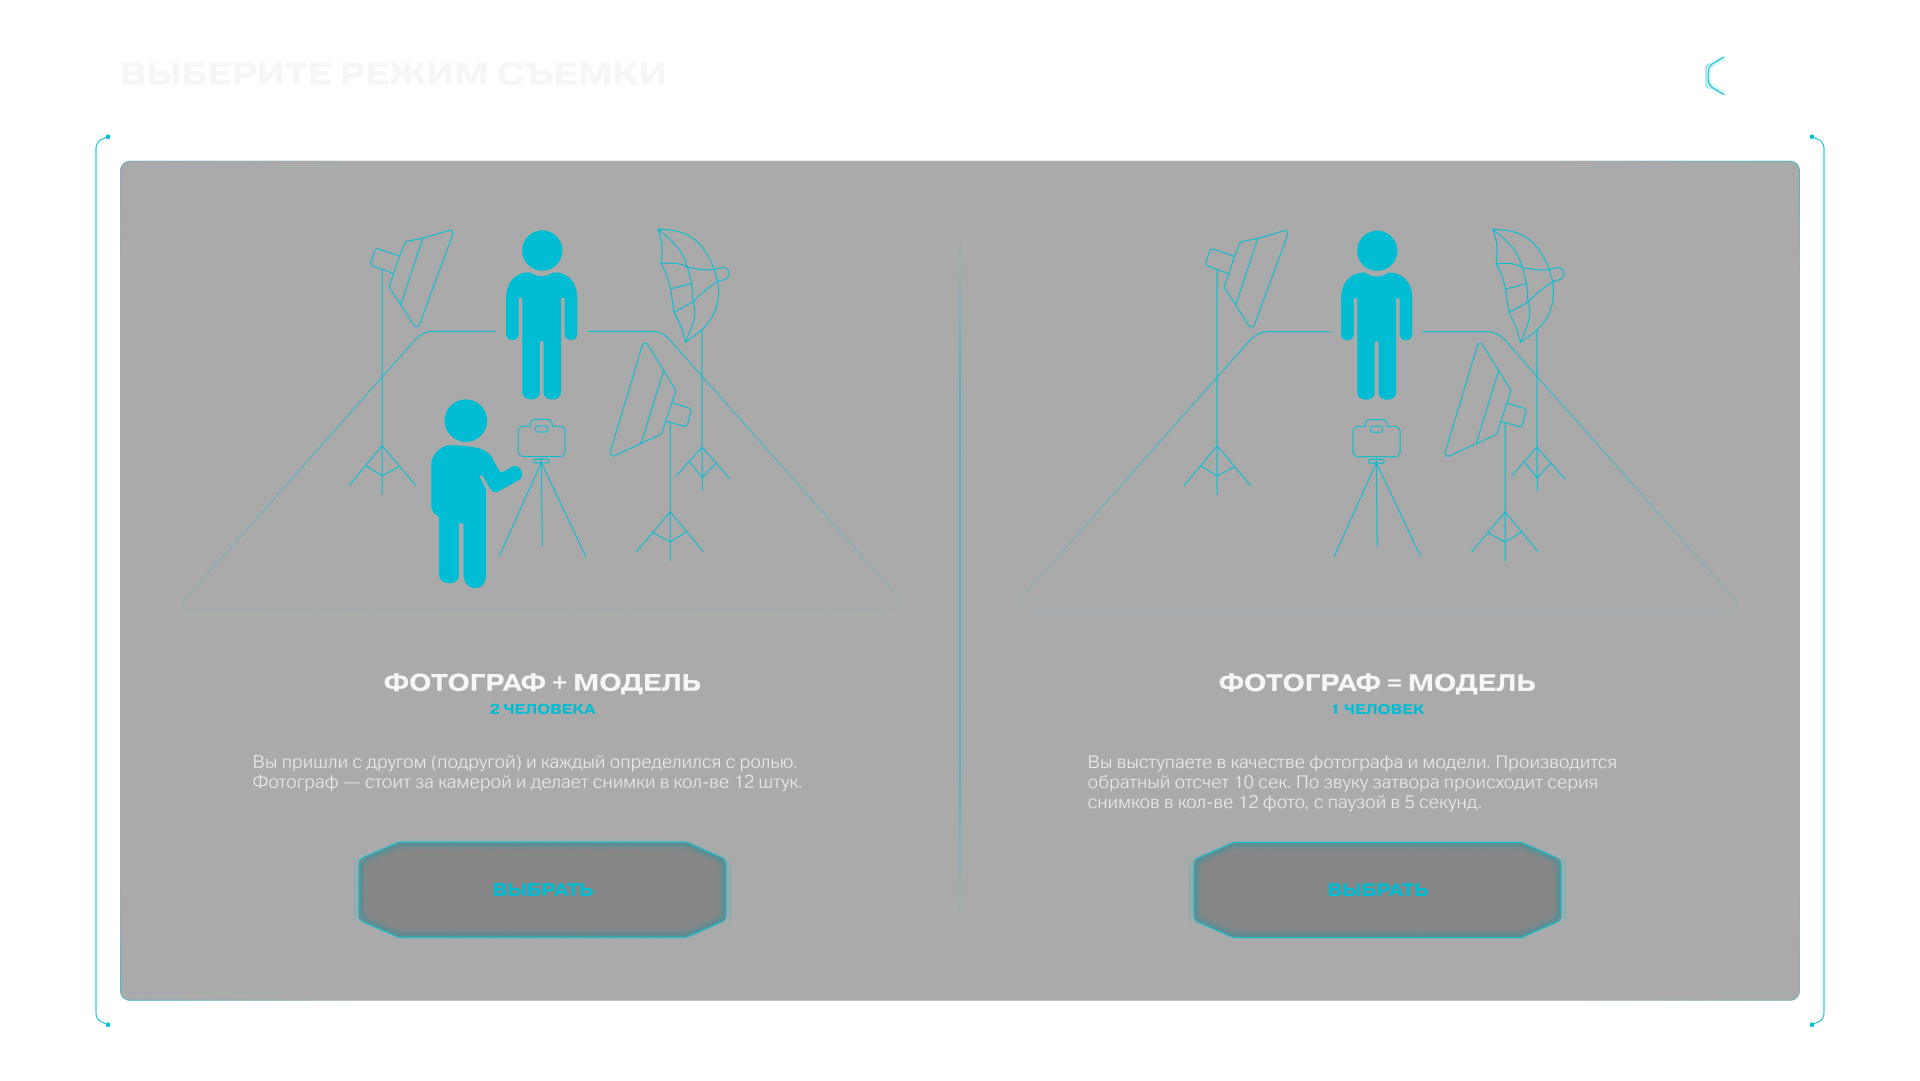 ВЫБЕРИТЕ РЕЖИМ СЪЕМКИ
ФОТОГРАФ + МОДЕЛЬ
2 ЧЕЛОВЕКА
Вы пришли с другом (подругой) и каждый определился с ролью.
Фотограф — стоит за камерой и делает снимки в кол-ве 12 штук.
ВЫБРАТЬ
ФОТОГРАФ = МОДЕЛЬ
1 ЧЕЛОВЕК
Вы выступаете в качестве фотографа и модели. Производится
обратный отсчет 10 сек. По звуку затвора происходит серия
снимков в кол-ве 12 фото, с паузой в 5 секунд.
ВЫБРАТЬ